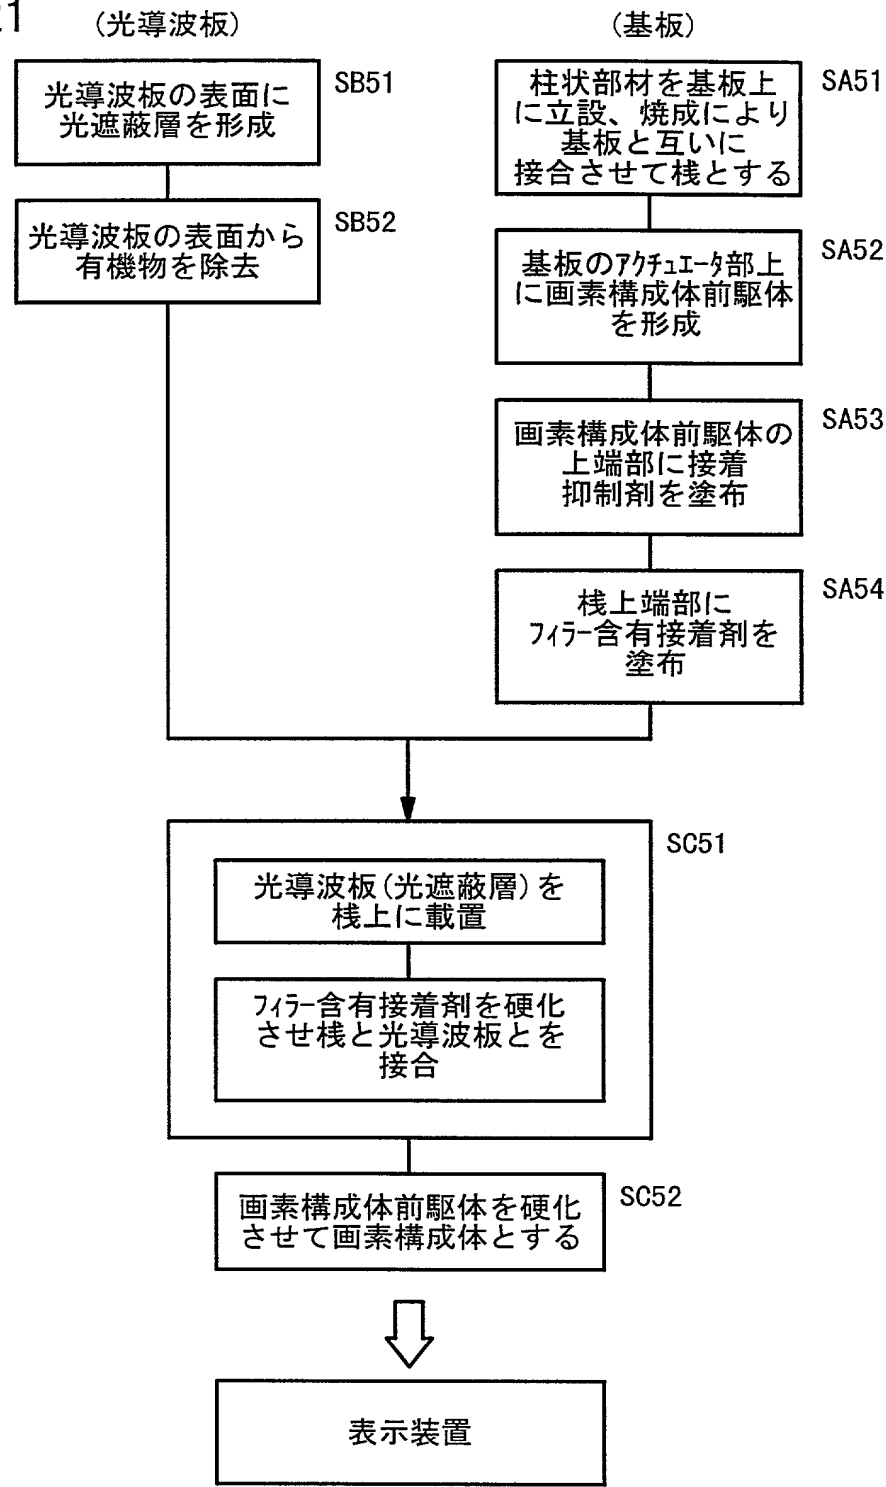 21
(光導波板)
光導波板の表面に
光遮蔽層を形成
SB51
光導波板の表面から
有機物を除去
SB52
(基板)
柱状部材を基板上
に立設、焼成により
基板と互いに
接合させて桟とする
SA51
基板のｱｸﾁｭｴｰﾀ部上
に画素構成体前駆体
を形成
SA52
画素構成体前駆体の
上端部に接着
抑制剤を塗布
SA53
桟上端部に
ﾌｨﾗｰ含有接着剤を
塗布
SA54
SC51
光導波板(光遮蔽層)を
桟上に載置
ﾌｨﾗｰ含有接着剤を硬化
させ桟と光導波板とを
接合
画素構成体前駆体を硬化
させて画素構成体とする
SC52
表示装置